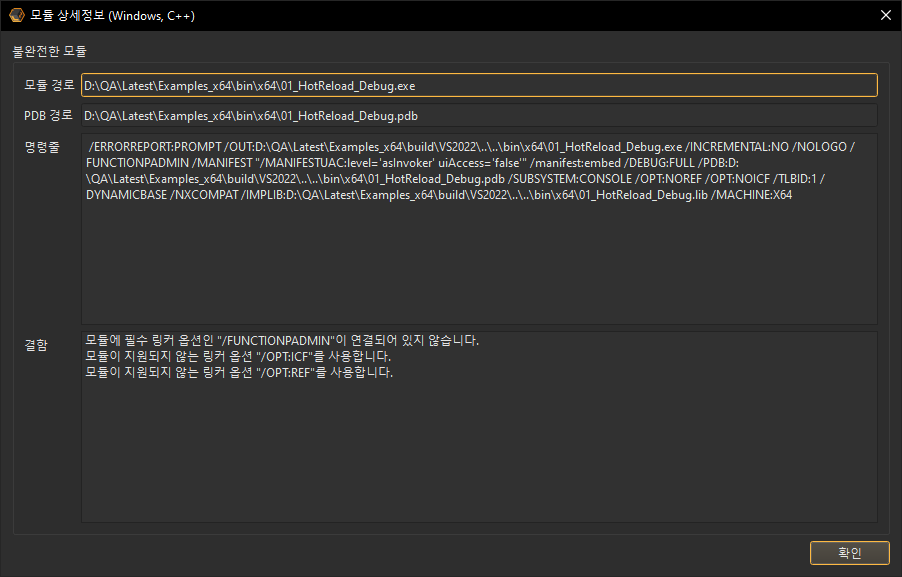 모듈 상세정보 (Windows, C++)
불완전한 모듈
모듈 경로 D:\QA\Latest\Examples_x64\bin\x64\01_HotReload_Debug.exe
PDB 경로 D:\QA\Latest\Examples_x64\bin\x64\01_HotReload_Debug.pdb
명령줄 /ERRORREPORT:PROMPT /OUT:D:\QA\Latest\Examples_x64\build\VS2022\..\..\bin\x64\01_HotReload_Debug.exe /INCREMENTAL:NO /NOLOGO /
FUNCTIONPADMIN /MANIFEST "/MANIFESTUAC:level='asInvoker' uiAccess='false'" /manifest:embed /DEBUG:FULL /PDB:D:
\QA\Latest\Examples_x64\build\VS2022\..\..\bin\x64\01_HotReload_Debug.pdb /SUBSYSTEM:CONSOLE /OPT:NOREF /OPT:NOICF /TLBID:1 /
DYNAMICBASE /NXCOMPAT /IMPLIB:D:\QA\Latest\Examples_x64\build\VS2022\..\..\bin\x64\01_HotReload_Debug.lib /MACHINE:X64
결함 모듈에 필수 링커 옵션인 "/FUNCTIONPADMIN"이 연결되어 있지 않습니다.
모듈이 지원되지 않는 링커 옵션 "/OPT:ICF"를 사용합니다.
모듈이 지원되지 않는 링커 옵션 "/OPT:REF"를 사용합니다.
확인